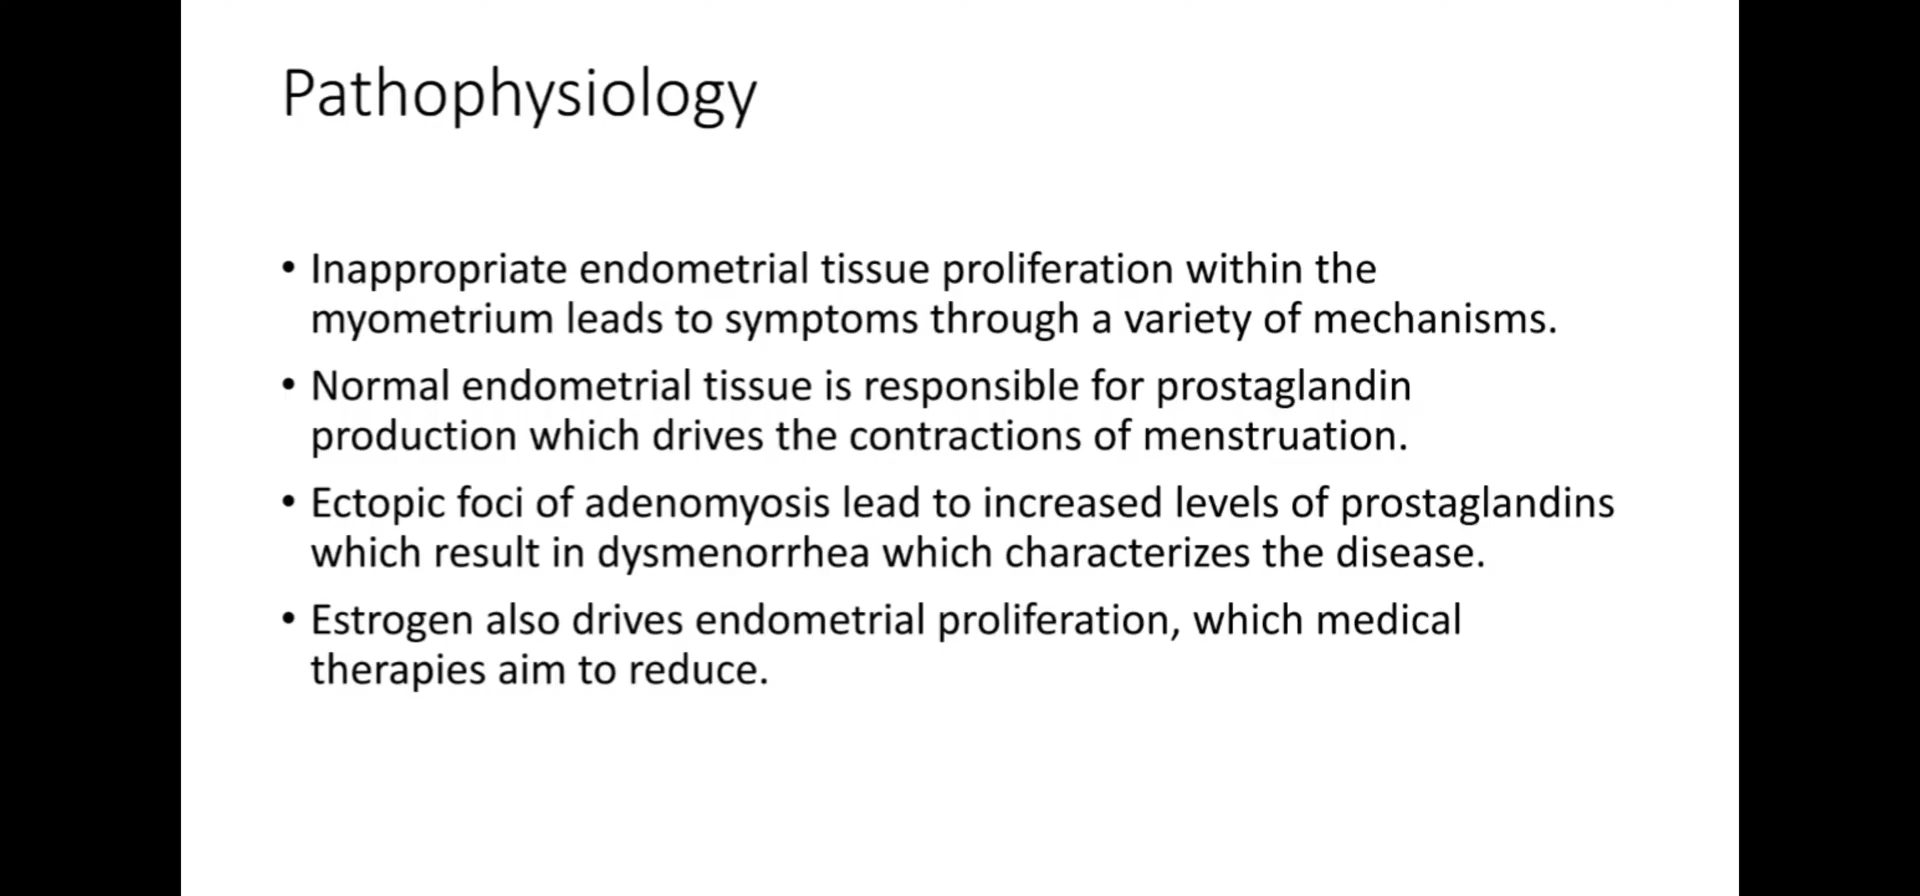 Pathophysiology
• Inappropriate endometrial tissue proliferation within the
myometrium leads to symptoms through a variety of mechanisms.
• Normal endometrial tissue is responsible for prostaglandin
production which drives the contractions of menstruation.
• Ectopic foci of adenomyosis lead to increased levels of prostaglandins
which result in dysmenorrhea which characterizes the disease.
• Estrogen also drives endometrial proliferation, which medical
therapies aim to reduce.